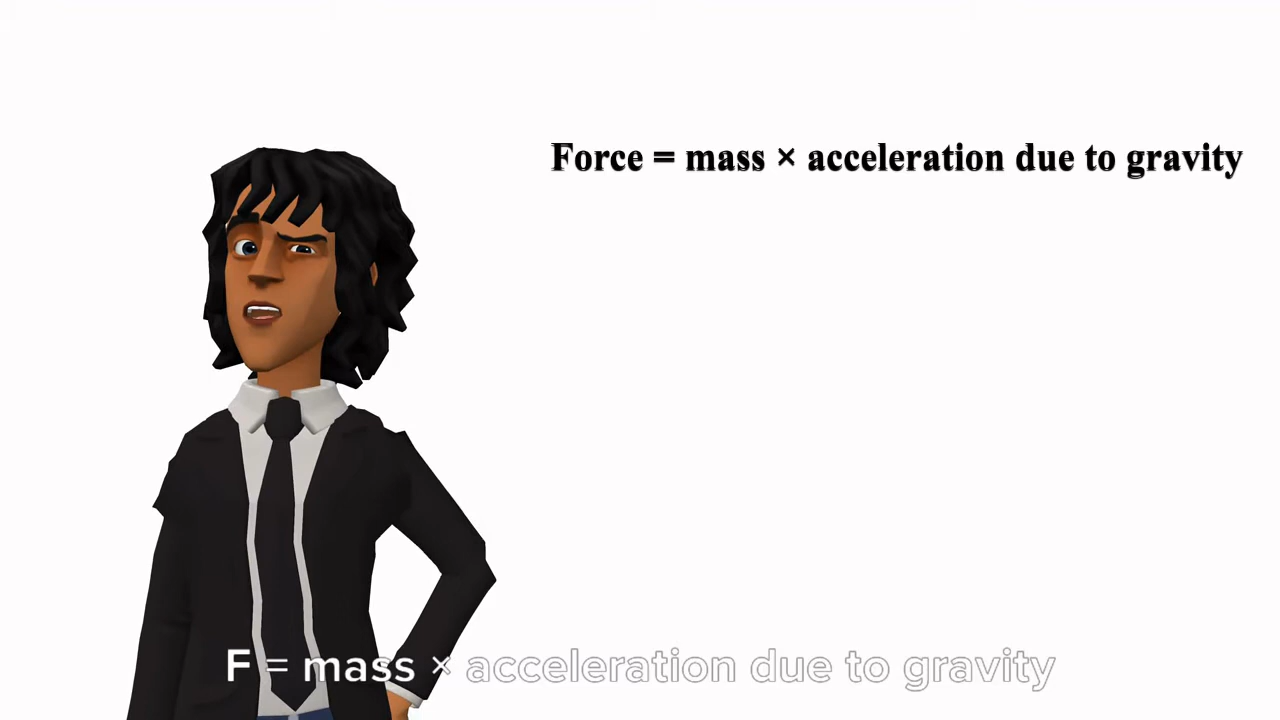 Force = mass × acceleration due to gravity
F = mass × acceleration due to gravity